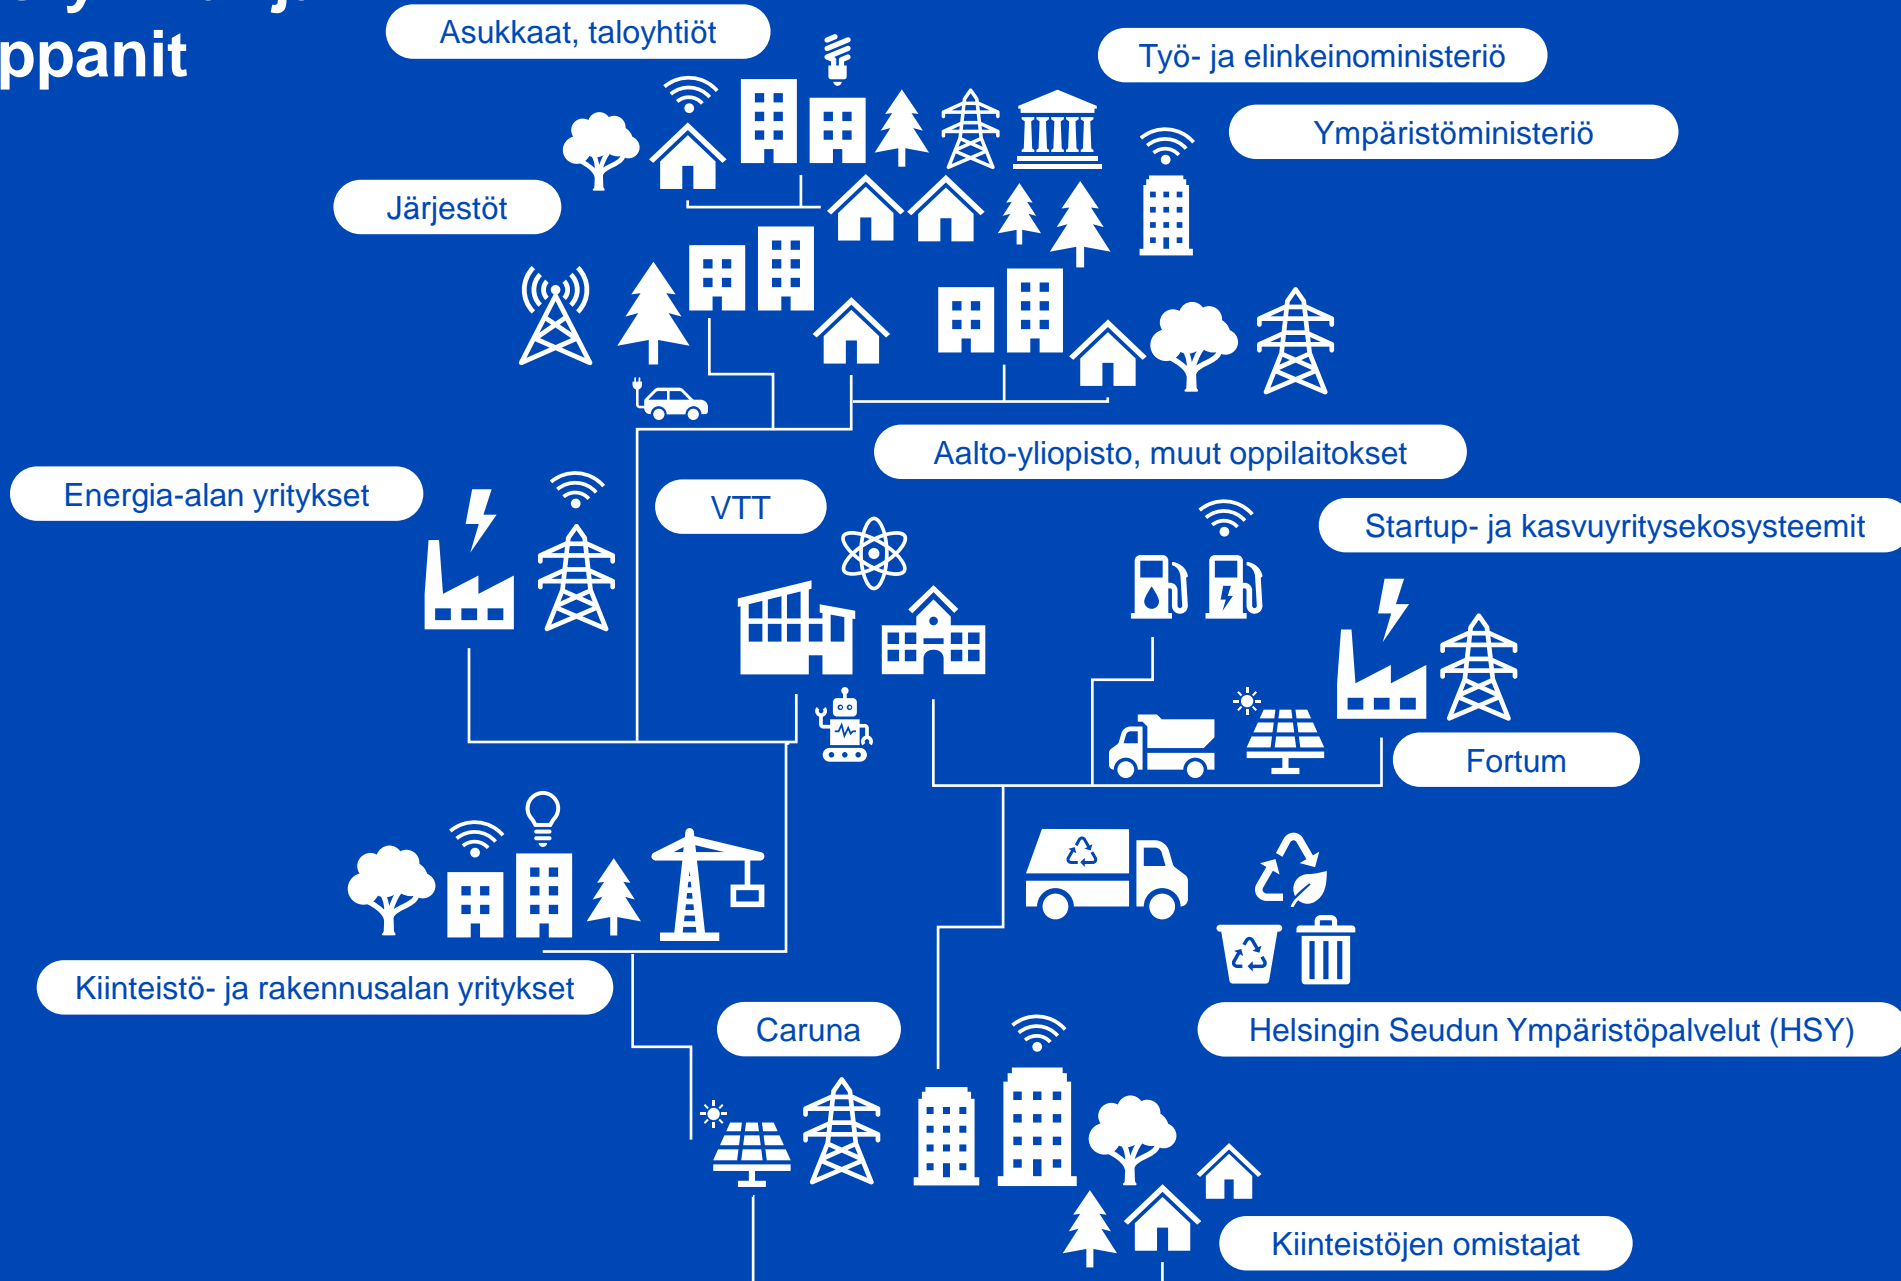 ppanit
Asukkaat, taloyhtiöt
Työ- ja elinkeinoministeriö
Ympäristöministeriö
Järjestöt
Aalto-yliopisto, muut oppilaitokset
Energia-alan yritykset
VTT
Startup- ja kasvuyritysekosysteemit
Fortum
Kiinteistö- ja rakennusalan yritykset
Caruna
Helsingin Seudun Ympäristöpalvelut (HSY)
Kiinteistöjen omistajat